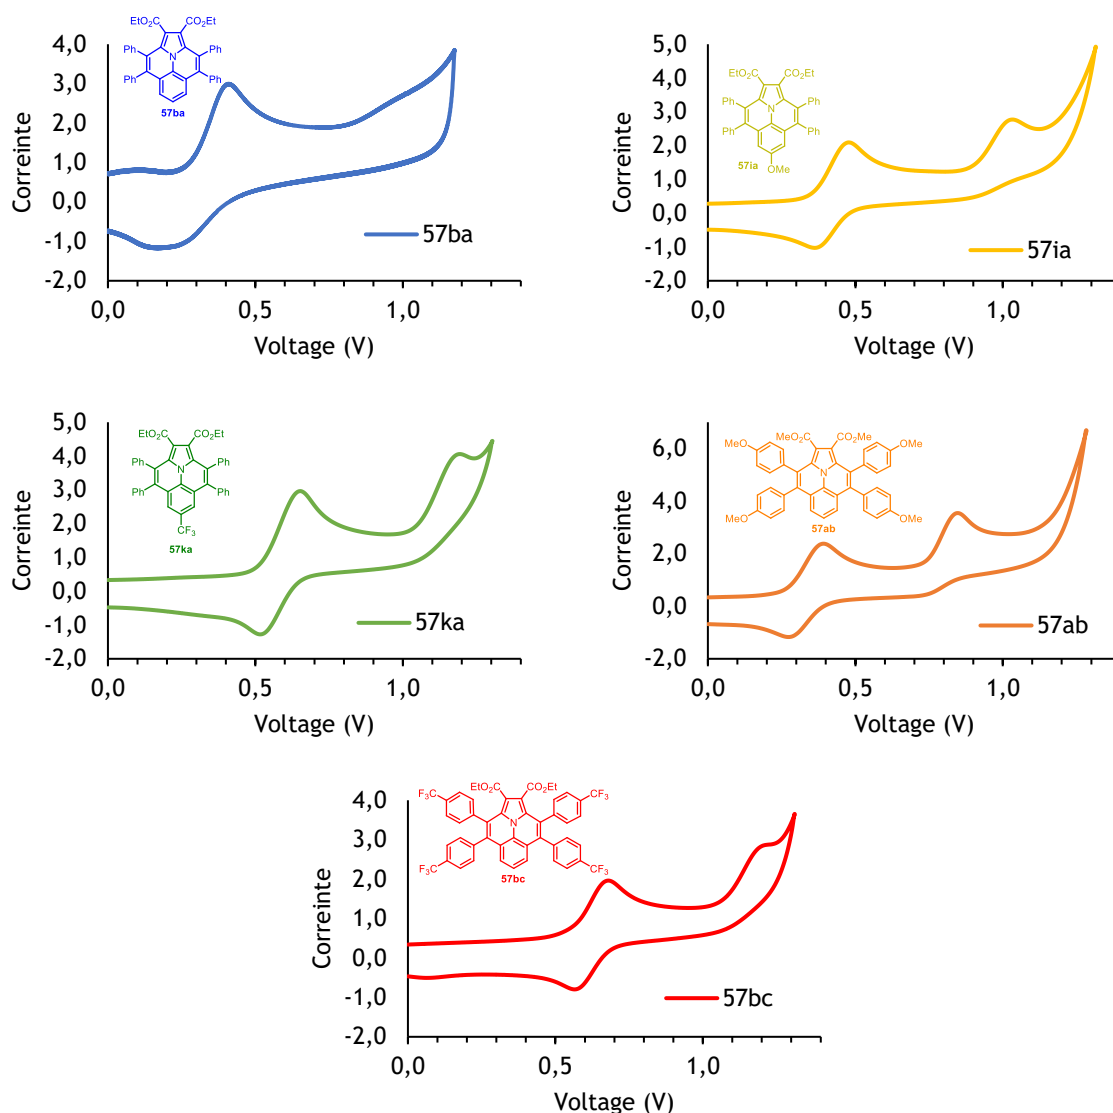 EtO₂C CO₂Et
Ph Ph
N
Ph Ph
57ba
4,0
3,0
2,0
1,0
0,0
-1,0
-2,0
Correinte
57ba
0,0 0,5 1,0
Voltage (V)
EtO₂C CO₂Et
Ph Ph
N
Ph Ph
57ia
OMe
5,0
4,0
3,0
2,0
1,0
0,0
-1,0
-2,0
Correinte
57ia
0,0 0,5 1,0
Voltage (V)
EtO₂C CO₂Et
Ph Ph
N
Ph Ph
CF₃
57ka
5,0
4,0
3,0
2,0
1,0
0,0
-1,0
-2,0
Correinte
57ka
0,0 0,5 1,0
Voltage (V)
MeO₂C CO₂Me
MeO OMe
N
MeO OMe
57ab
6,0
4,0
2,0
0,0
-2,0
Correinte
57ab
0,0 0,5 1,0
Voltage (V)
EtO₂C CO₂Et
F₃C CF₃
N
F₃C CF₃
57bc
4,0
3,0
2,0
1,0
0,0
-1,0
-2,0
Correinte
57bc
0,0 0,5 1,0
Voltage (V)